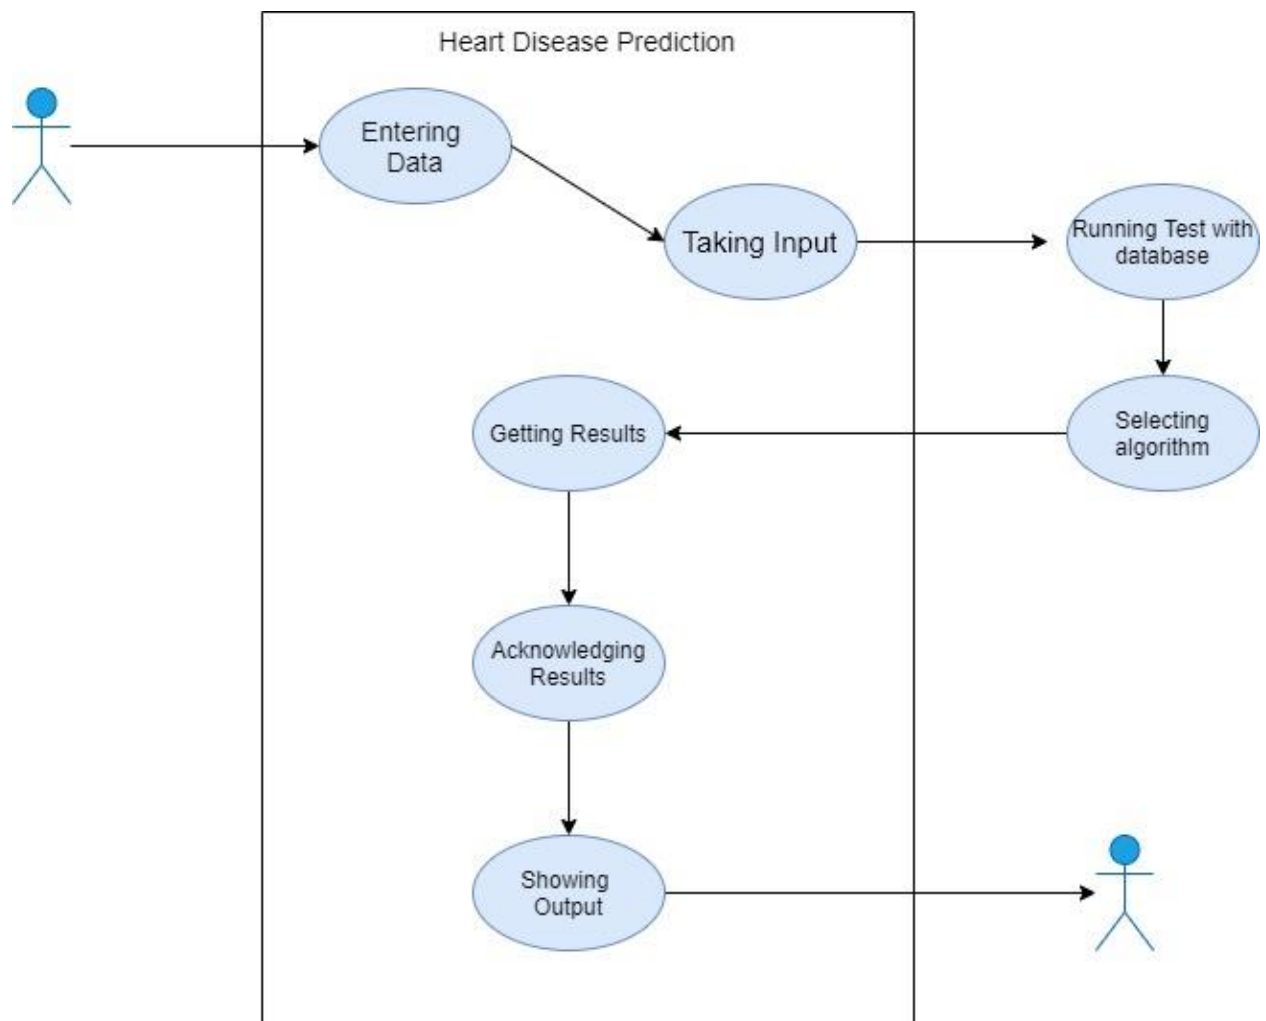 Heart Disease Prediction
Entering
Data
Taking Input
Running Test with
database
Selecting
algorithm
Getting Results
Acknowledging
Results
Showing
Output